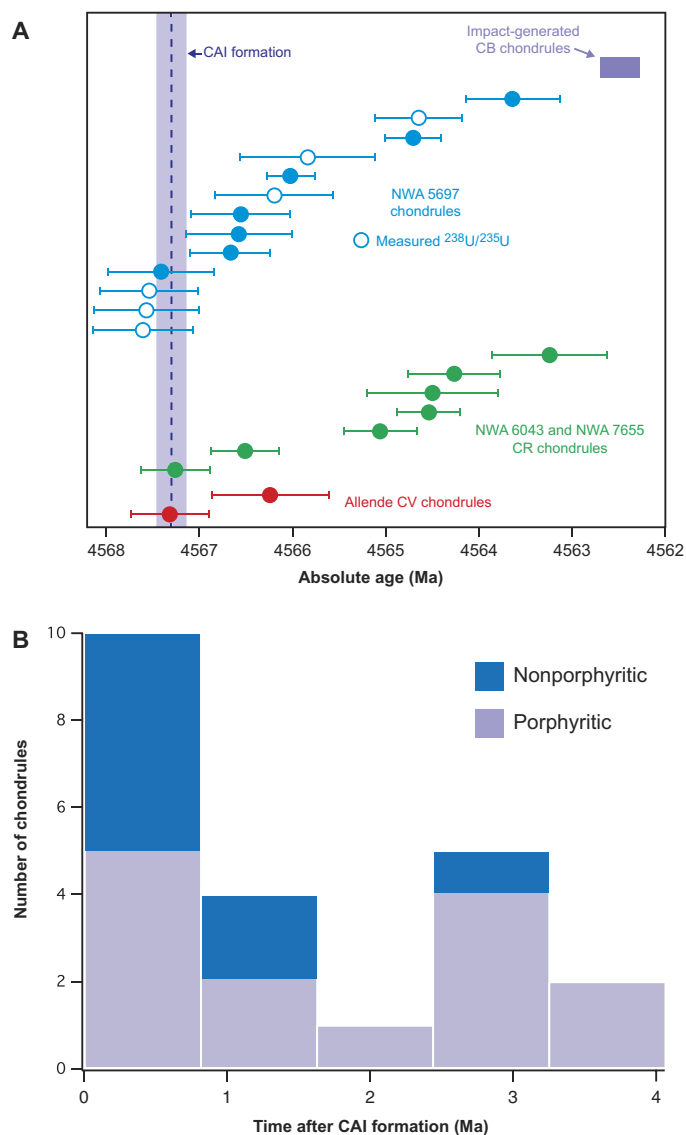 A
CAI formation
Impact-generated
CB chondrules
NWA 5697
chondrules
Measured ²³⁸U/²³⁵U
NWA 6043 and NWA 7655
CR chondrules
Allende CV chondrules
4568 4567 4566 4565 4564 4563 4562
Absolute age (Ma)
B
10
8
6
4
2
0
Number of chondrules
Nonporphyritic
Porphyritic
0 1 2 3 4
Time after CAI formation (Ma)